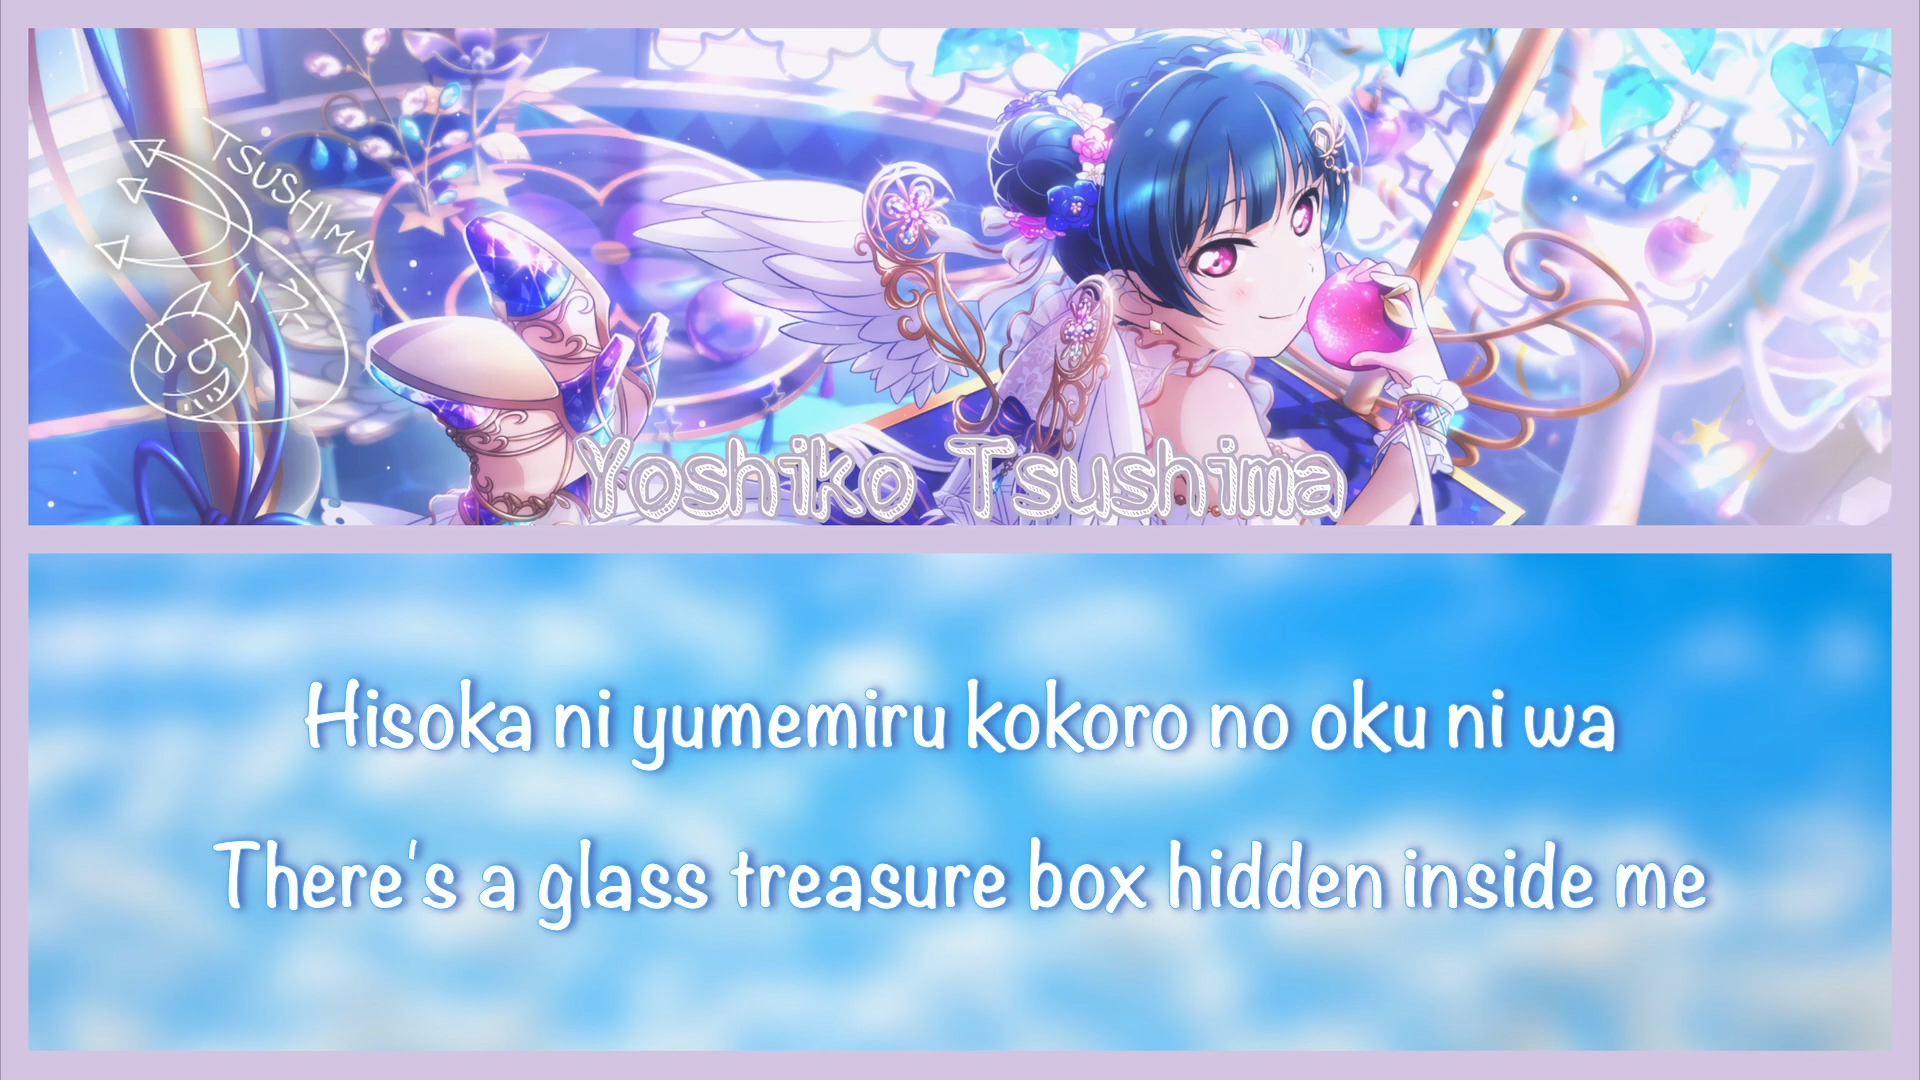 TSUSHIMA
Yoshiko Tsushima
Hisoka ni yumemiru kokoro no oku ni wa
There's a glass treasure box hidden inside me